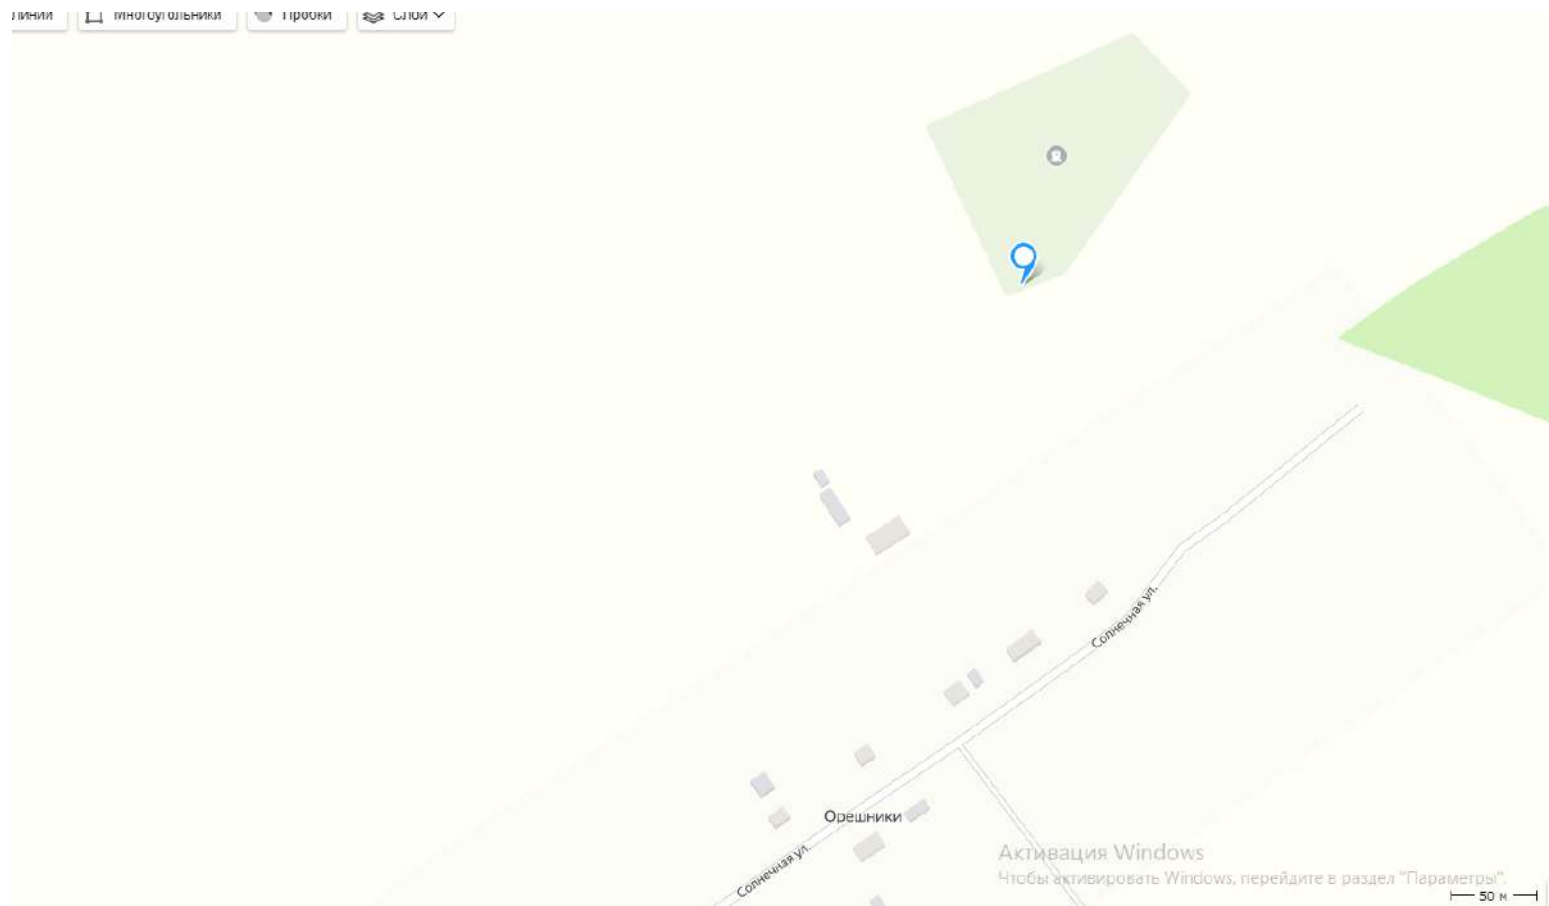 Линии Многоугольники Пробки Слои
Солнечная ул.
Орешники
Солнечная ул.
Активация Windows
Чтобы активировать Windows, перейдите в раздел "Параметры".
50 м